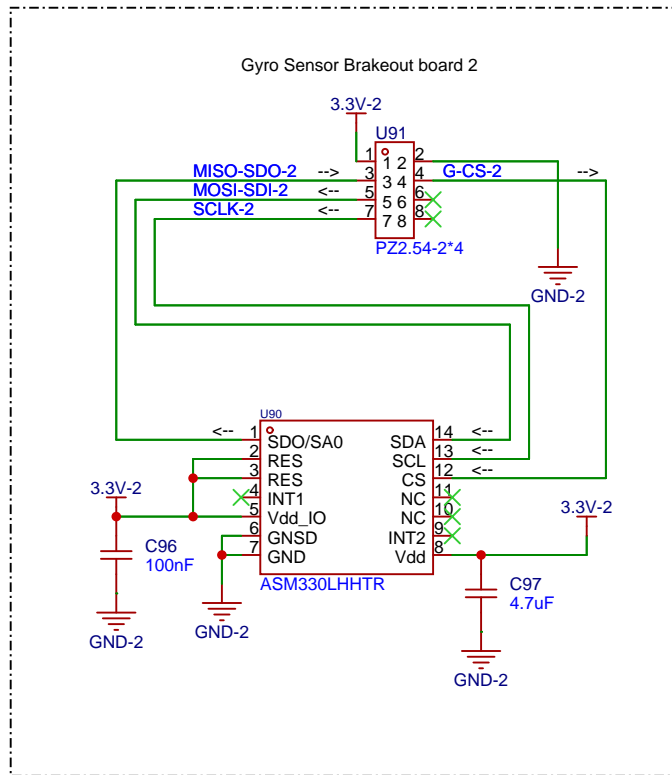 Gyro Sensor Brakeout board 2
3.3V-2
U91
1 1 2 2
MISO-SDO-2 --> 3 3 4 4 G-CS-2 -->
MOSI-SDI-2 <-- 5 5 6 6
SCLK-2 <-- 7 7 8 8
PZ2.54-2*4
GND-2
U90
<-- 1 SDO/SA0 SDA 14 <--
2 RES SCL 13 <--
3 RES CS 12 <--
4 INT1 NC 11
5 Vdd_IO NC 10
6 GNSD INT2 9
7 GND Vdd 8
ASM330LHHTR
3.3V-2
C96
100nF
GND-2
GND-2
3.3V-2
C97
4.7uF
GND-2